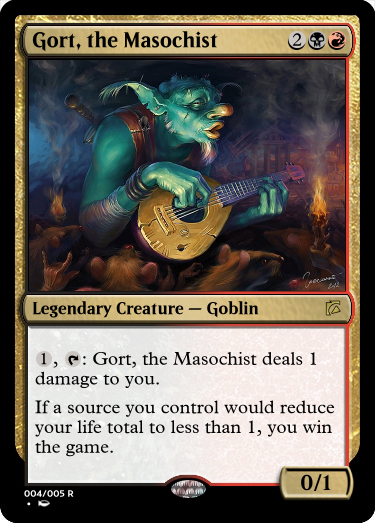 Gort, the Masochist 2
Legendary Creature — Goblin
1, : Gort, the Masochist deals 1
damage to you.
If a source you control would reduce
your life total to less than 1, you win
the game.
0/1
004/005 R